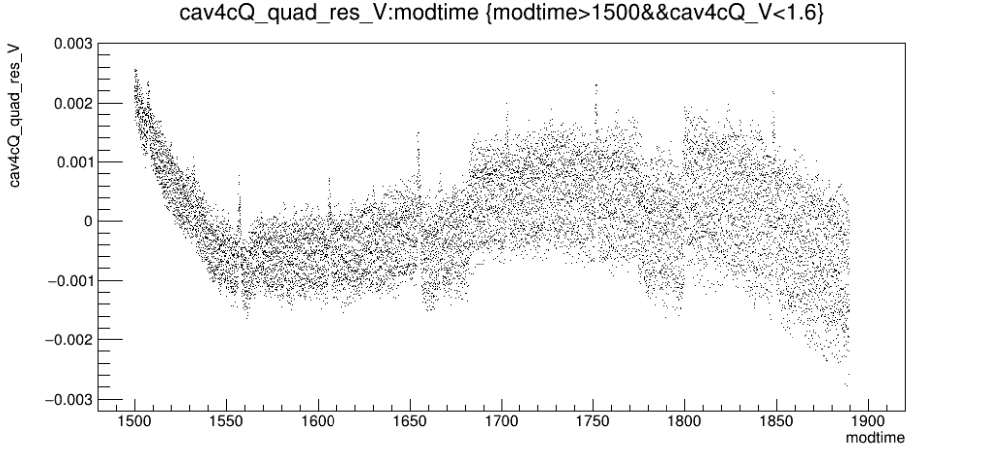 cav4cQ_quad_res_V:modtime {modtime>1500&&cav4cQ_V<1.6}
cav4cQ_quad_res_V
0.003
0.002
0.001
0
−0.001
−0.002
−0.003
1500 1550 1600 1650 1700 1750 1800 1850 1900
modtime